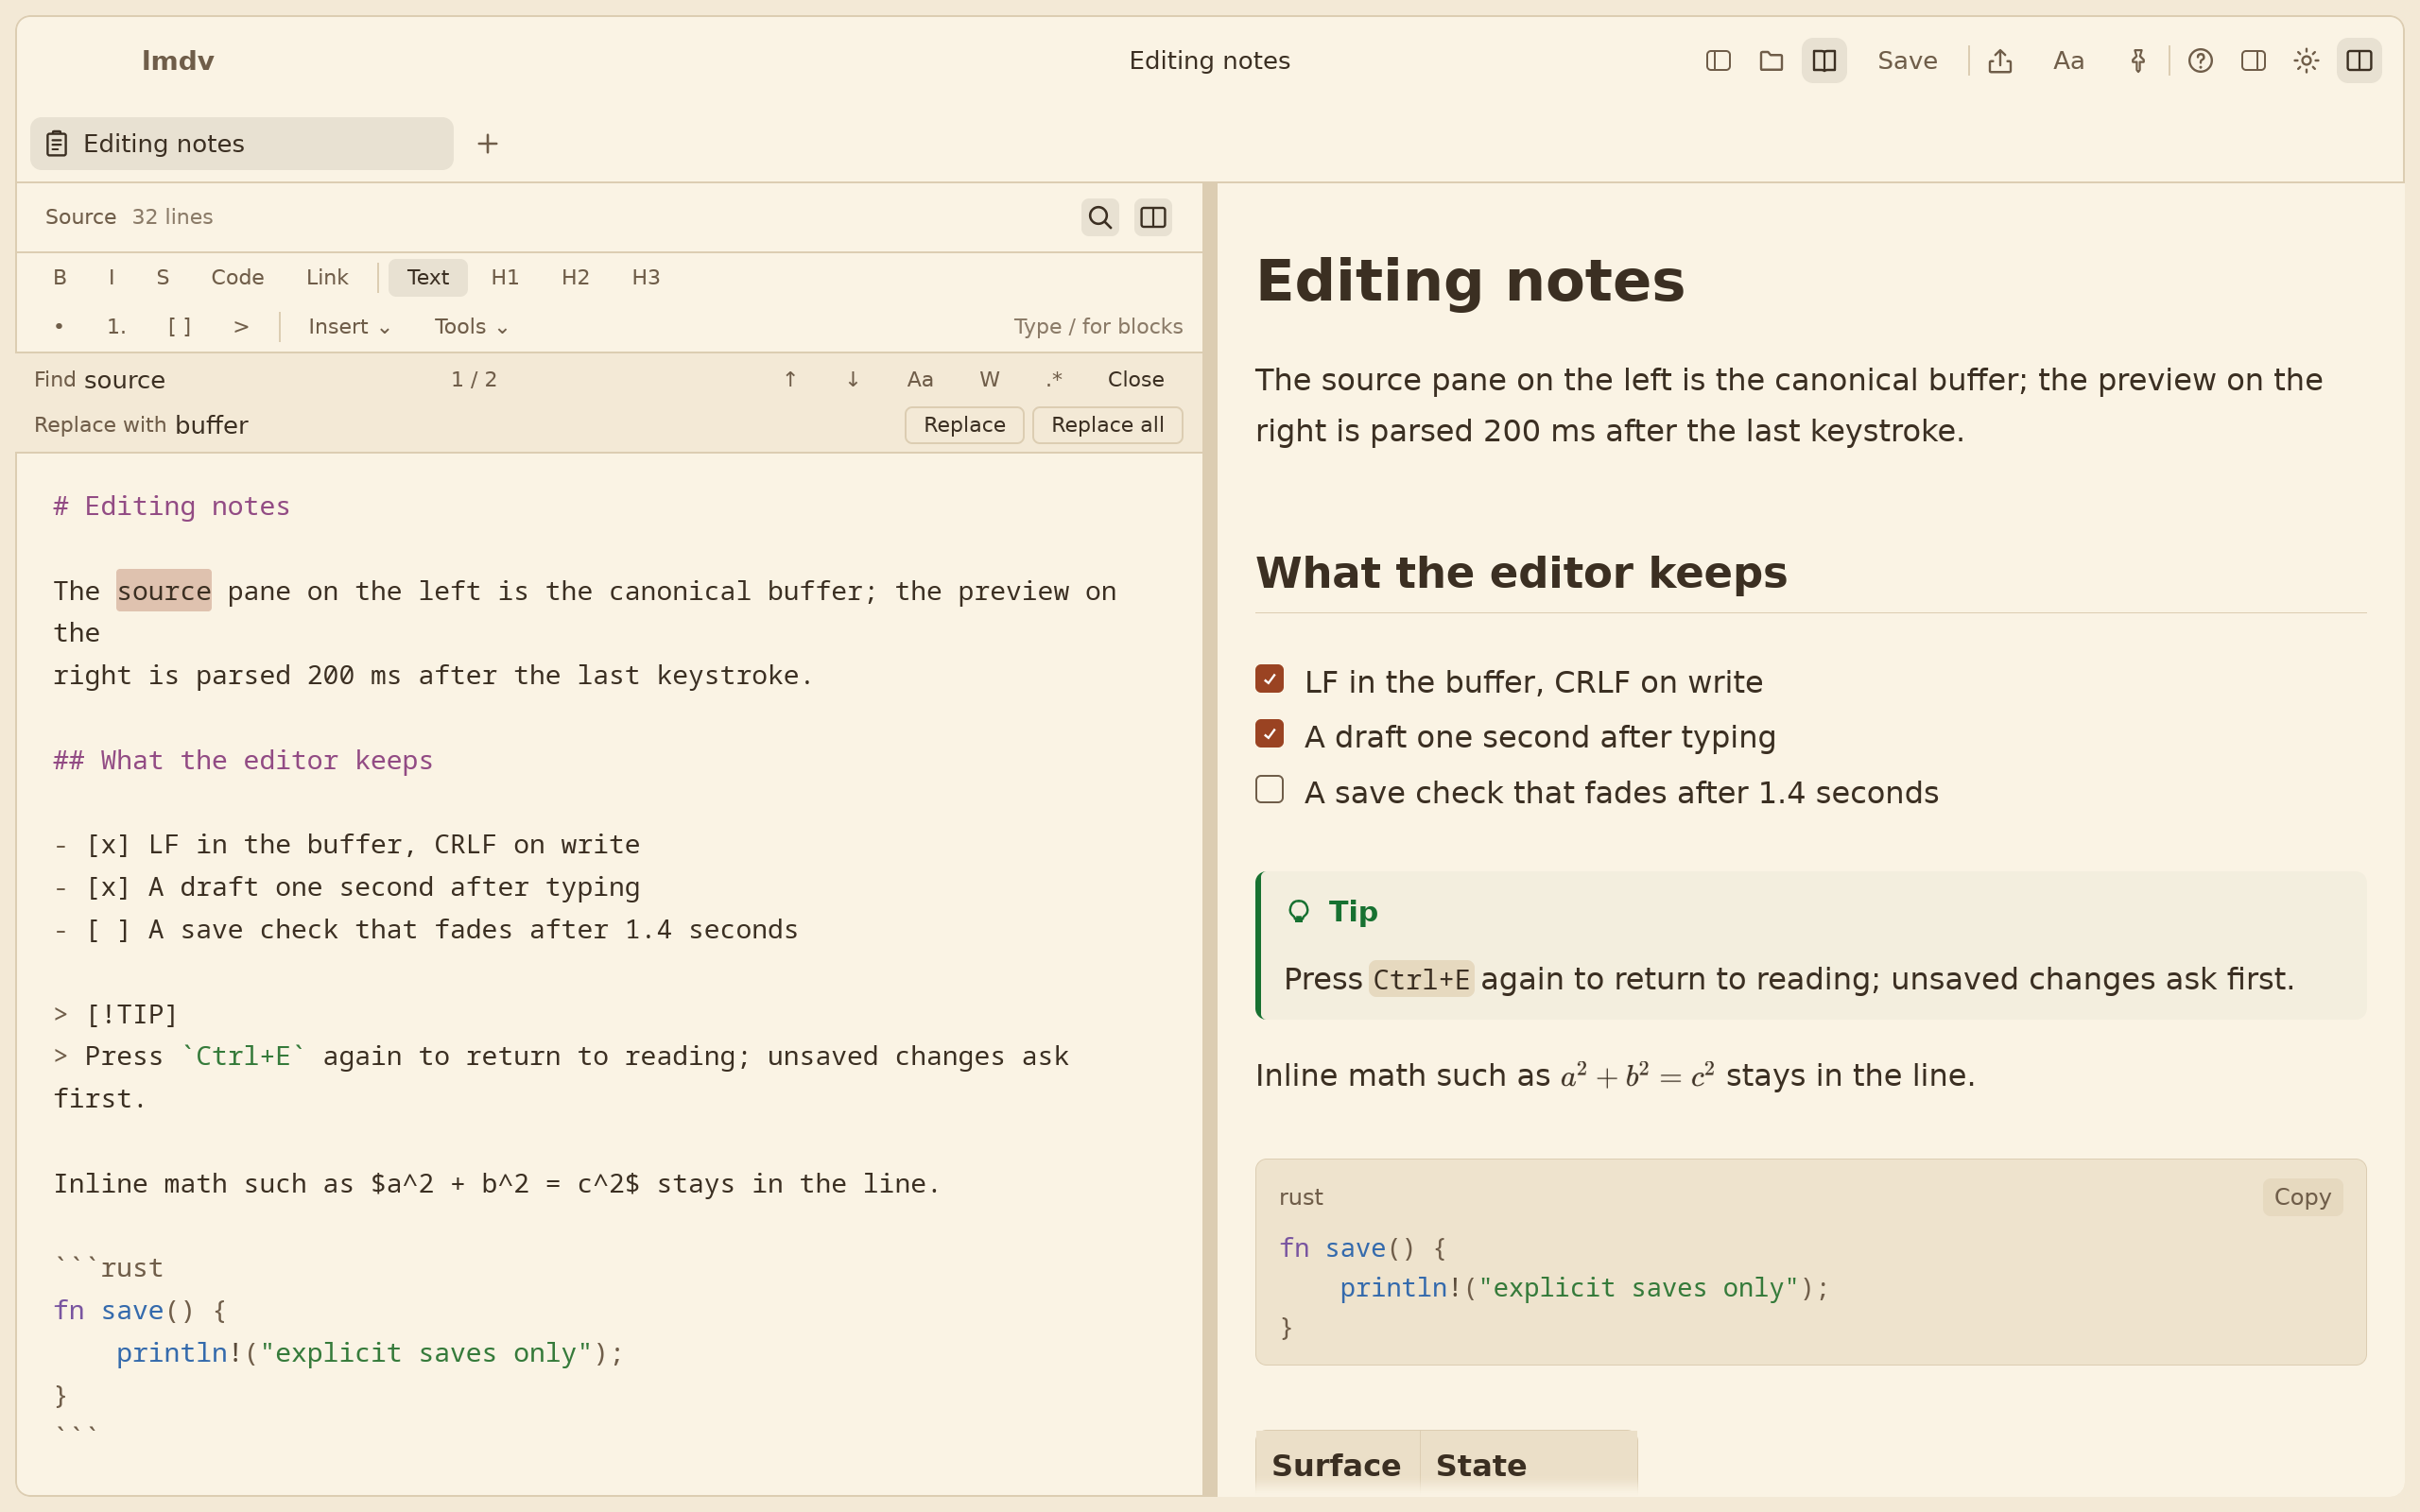 lmdv
Editing notes
Save
Aa
Editing notes
Source 32 lines
B I S Code Link Text H1 H2 H3
• 1. [ ] > Insert Tools Type / for blocks
Find source 1 / 2 ↑ ↓ Aa W .* Close
Replace with buffer Replace Replace all
# Editing notes
The source pane on the left is the canonical buffer; the preview on
the
right is parsed 200 ms after the last keystroke.
## What the editor keeps
- [x] LF in the buffer, CRLF on write
- [x] A draft one second after typing
- [ ] A save check that fades after 1.4 seconds
> [!TIP]
> Press `Ctrl+E` again to return to reading; unsaved changes ask
first.
Inline math such as $a^2 + b^2 = c^2$ stays in the line.
```rust
fn save() {
    println!("explicit saves only");
}
```
Editing notes
The source pane on the left is the canonical buffer; the preview on the
right is parsed 200 ms after the last keystroke.
What the editor keeps
LF in the buffer, CRLF on write
A draft one second after typing
A save check that fades after 1.4 seconds
Tip
Press Ctrl+E again to return to reading; unsaved changes ask first.
Inline math such as a² + b² = c² stays in the line.
rust Copy
fn save() {
    println!("explicit saves only");
}
Surface State